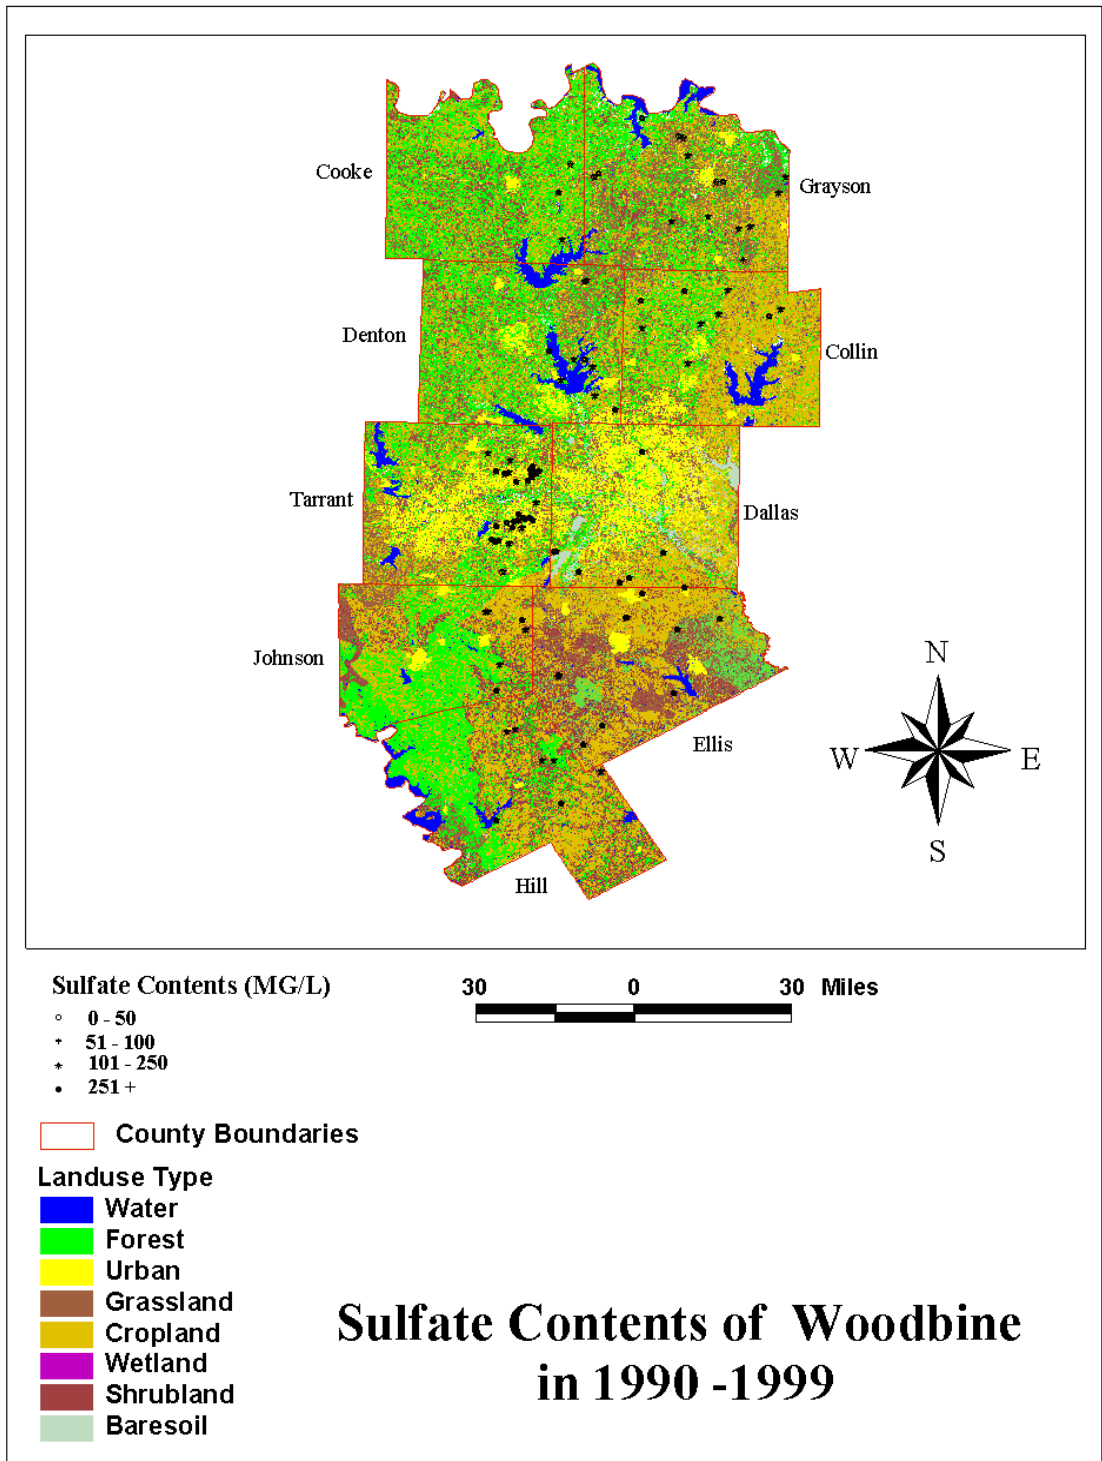 Cooke
Grayson
Denton
Collin
Tarrant
Dallas
Johnson
Ellis
Hill
N
W E
S
Sulfate Contents (MG/L)
0 - 50
51 - 100
101 - 250
251 +
30 0 30 Miles
County Boundaries
Landuse Type
Water
Forest
Urban
Grassland
Cropland
Wetland
Shrubland
Baresoil
Sulfate Contents of Woodbine
in 1990 -1999